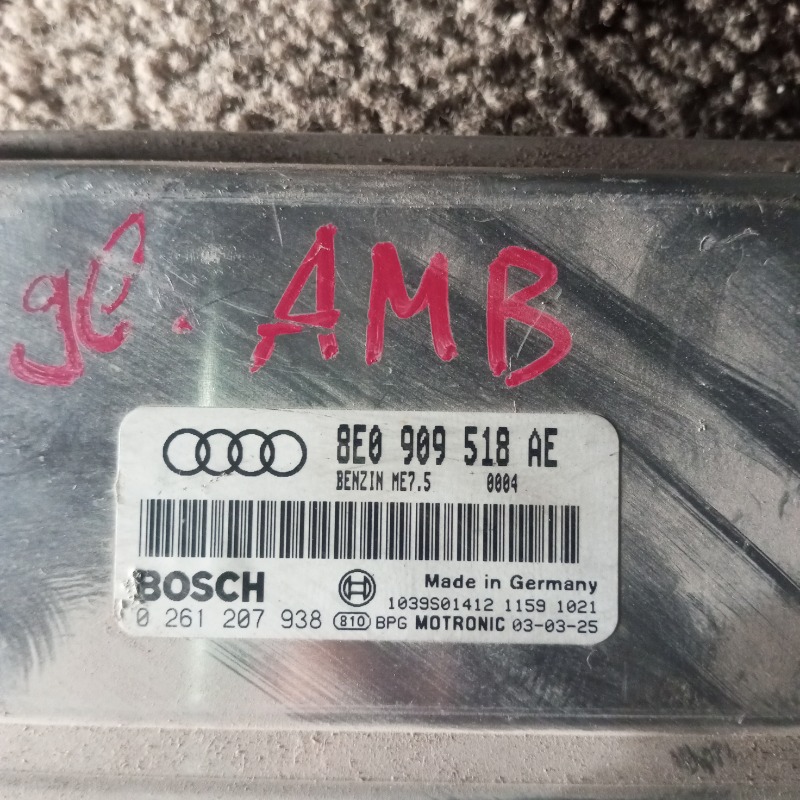 AMB
8E0 909 518 AE
BENZIN ME7.5 0004
BOSCH Made in Germany
1039S01412 1159 1021
0 261 207 938 810 BPG MOTRONIC 03-03-25